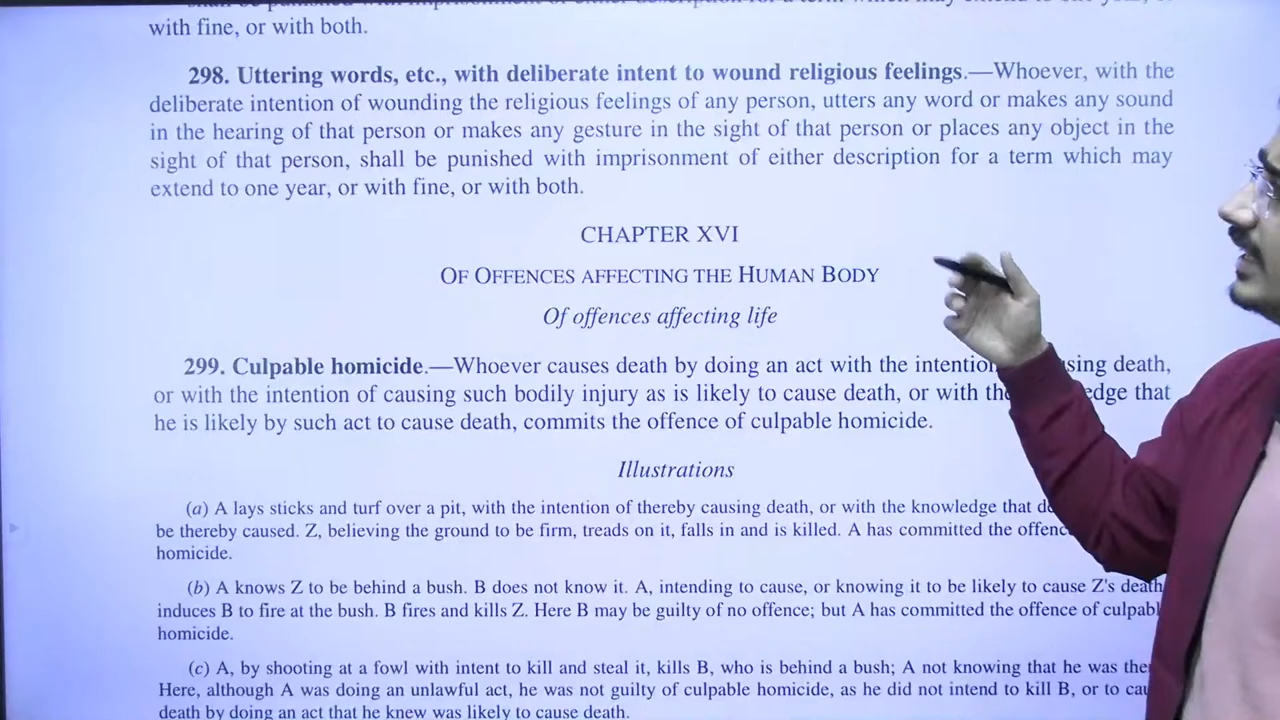 with fine, or with both.
298. Uttering words, etc., with deliberate intent to wound religious feelings.—Whoever, with the
deliberate intention of wounding the religious feelings of any person, utters any word or makes any sound
in the hearing of that person or makes any gesture in the sight of that person or places any object in the
sight of that person, shall be punished with imprisonment of either description for a term which may
extend to one year, or with fine, or with both.
CHAPTER XVI
OF OFFENCES AFFECTING THE HUMAN BODY
Of offences affecting life
299. Culpable homicide.—Whoever causes death by doing an act with the death,
or with the intention of causing such bodily injury as is likely to cause death, or with that
he is likely by such act to cause death, commits the offence of culpable homicide.
Illustrations
(a) A lays sticks and turf over a pit, with the intention of thereby causing death, or with the knowledge that
be thereby caused. Z, believing the ground to be firm, treads on it, falls in and is killed. A has committed the
homicide.
(b) A knows Z to be behind a bush. B does not know it. A, intending to cause, or knowing it to be likely to cause Z's death
induces B to fire at the bush. B fires and kills Z. Here B may be guilty of no offence; but A has committed the offence of
homicide.
(c) A, by shooting at a fowl with intent to kill and steal it, kills B, who is behind a bush; A not knowing that he was
Here, although A was doing an unlawful act, he was not guilty of culpable homicide, as he did not intend to kill B, or to
death by doing an act that he knew was likely to cause death.